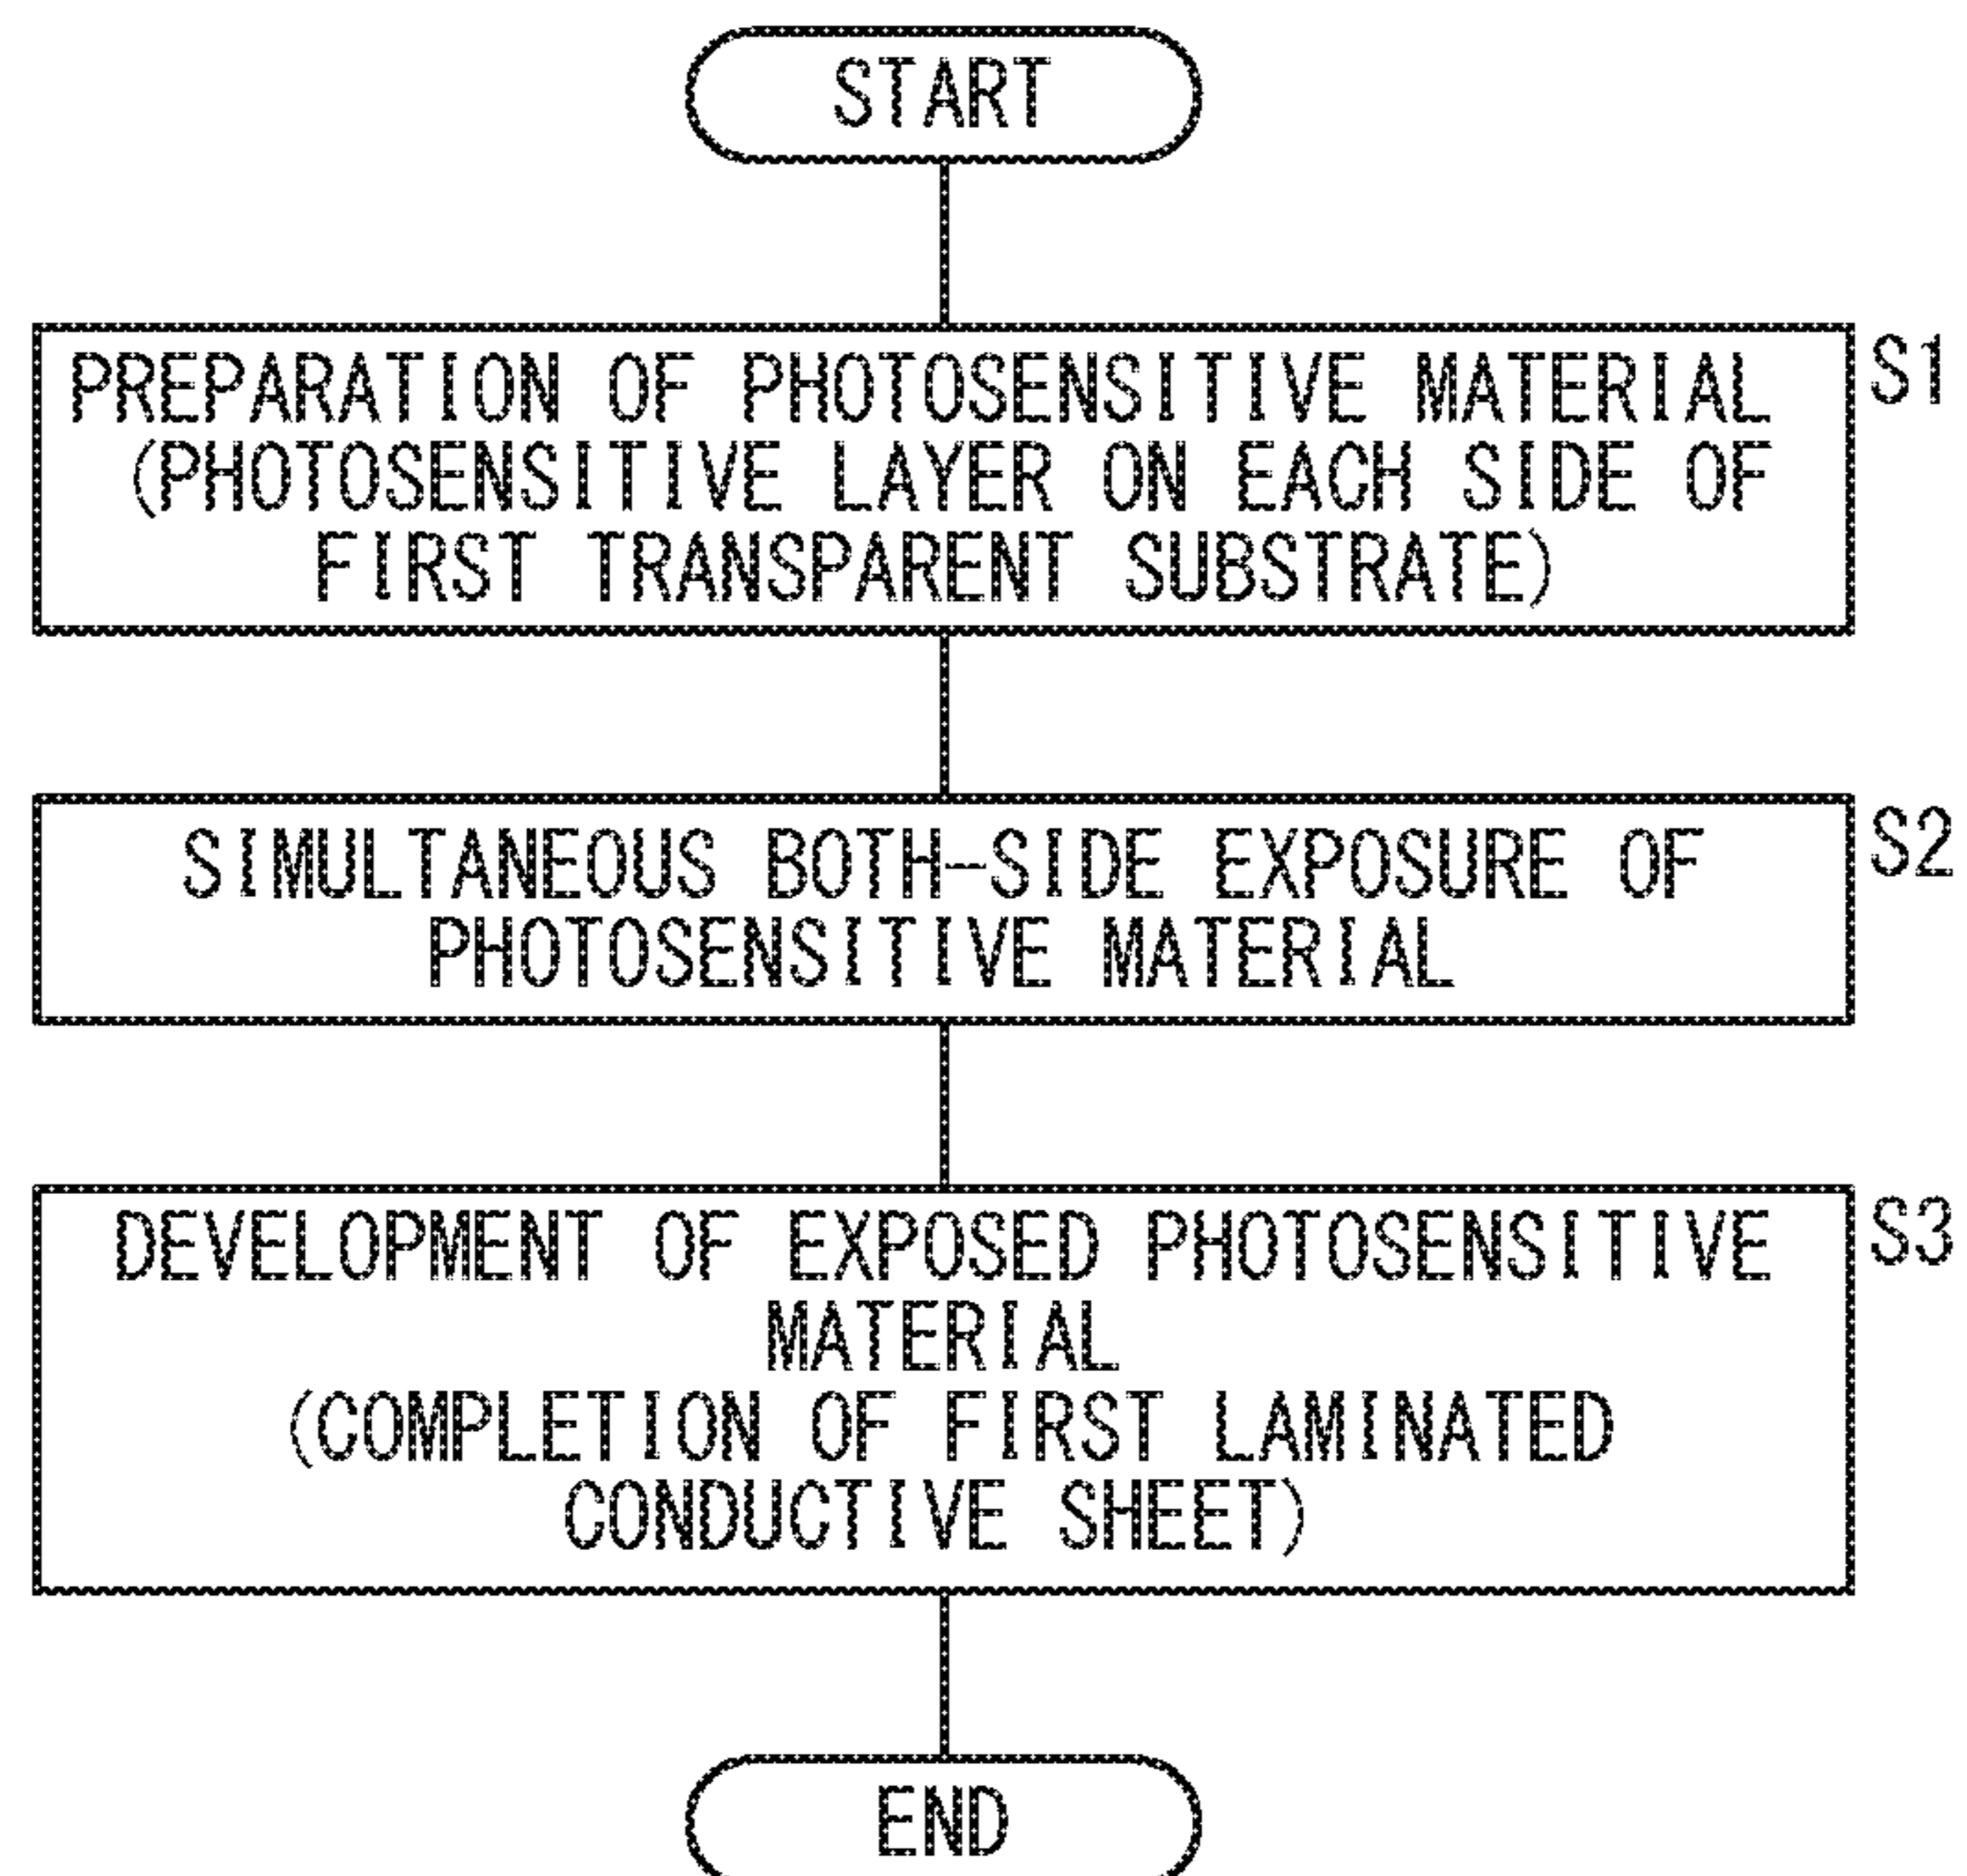 START
PREPARATION OF PHOTOSENSITIVE MATERIAL
S1
(PHOTOSENSITIVE LAYER ON EACH SIDE OF
FIRST TRANSPARENT SUBSTRATE)
SIMULTANEOUS BOTH-SIDE EXPOSURE OF
S2
PHOTOSENSITIVE MATERIAL
DEVELOPMENT OF EXPOSED PHOTOSENSITIVE
S3
MATERIAL
(COMPLETION OF FIRST LAMINATED
CONDUCTIVE SHEET)
END